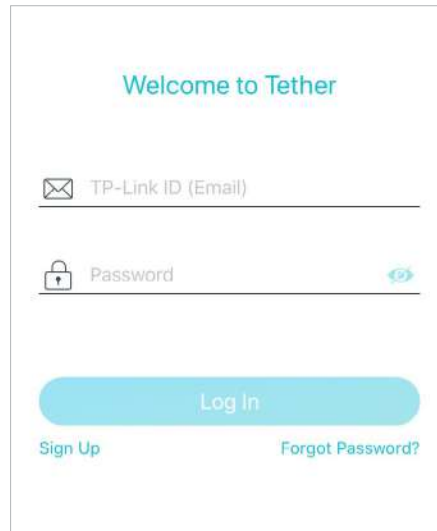 Welcome to Tether
TP-Link ID (Email)
Password
Log In
Sign Up Forgot Password?